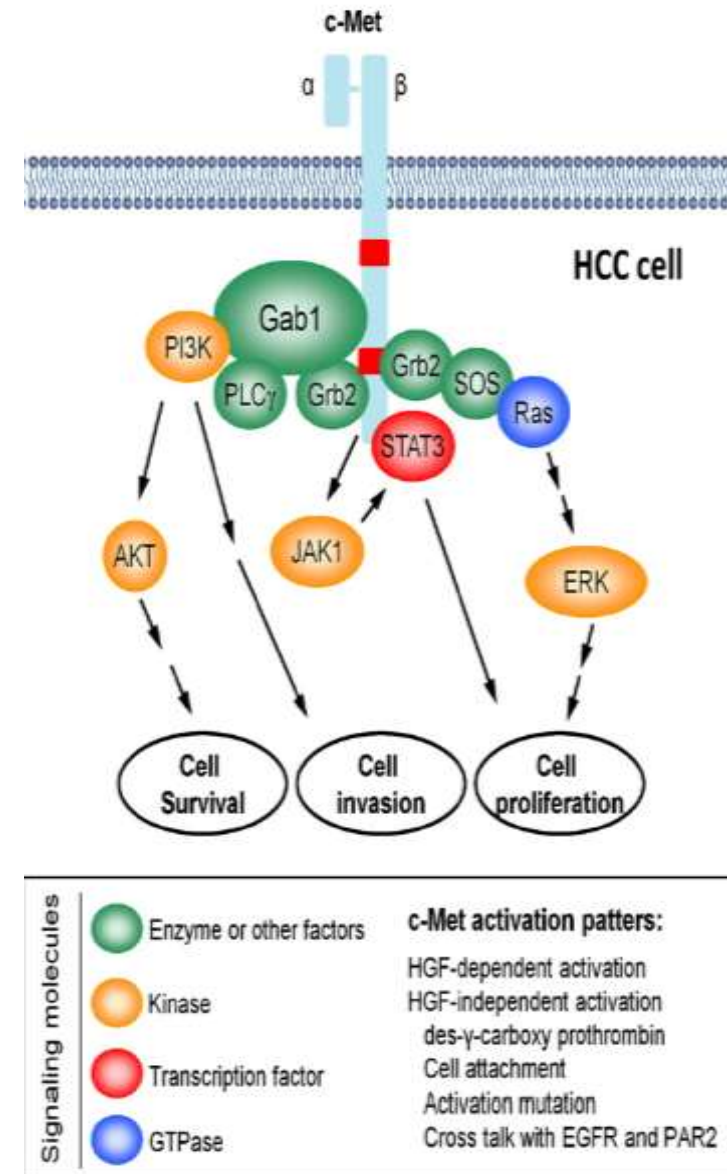 c-Met
α
β
HCC cell
Gab1
PI3K
PLCγ
Grb2
Grb2
SOS
Ras
STAT3
AKT
JAK1
ERK
Cell
Survival
Cell
invasion
Cell
proliferation
Signaling molecules
Enzyme or other factors
Kinase
Transcription factor
GTPase
c-Met activation patters:
HGF-dependent activation
HGF-independent activation
des-γ-carboxy prothrombin
Cell attachment
Activation mutation
Cross talk with EGFR and PAR2